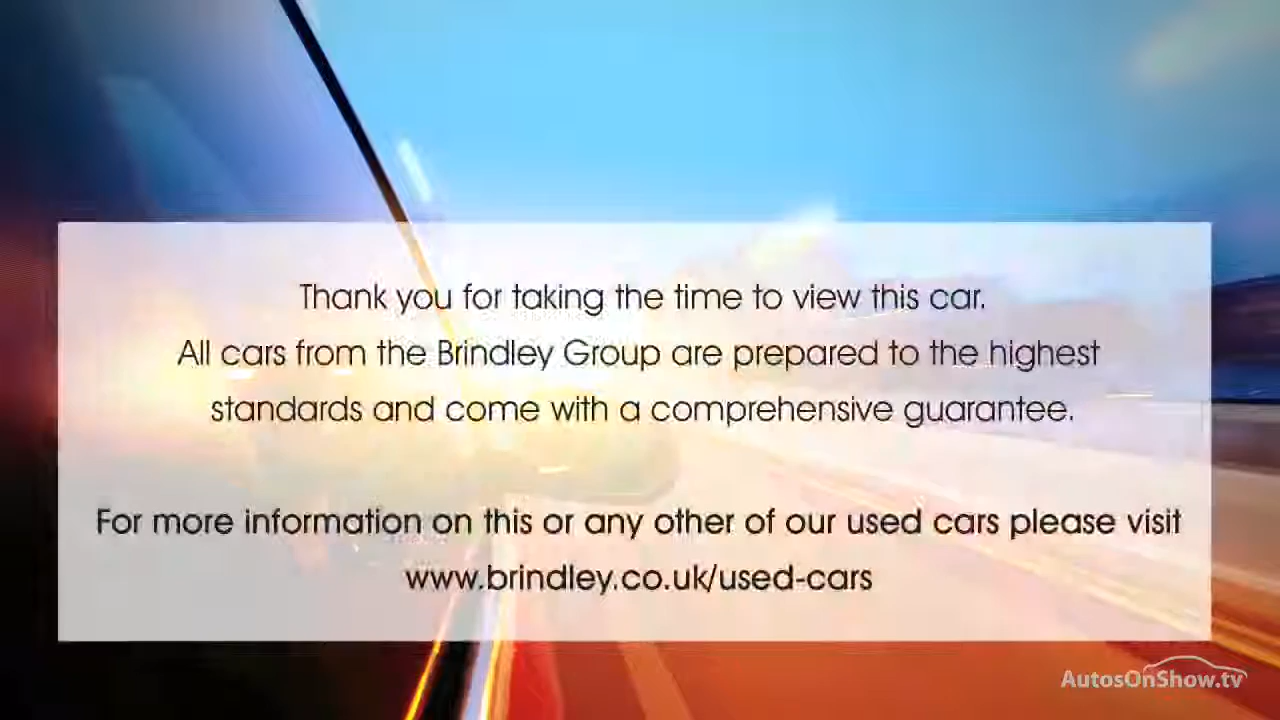 Thank you for taking the time to view this car.
All cars from the Brindley Group are prepared to the highest
standards and come with a comprehensive guarantee.
For more information on this or any other of our used cars please visit
www.brindley.co.uk/used-cars
AutosOnShow.tv